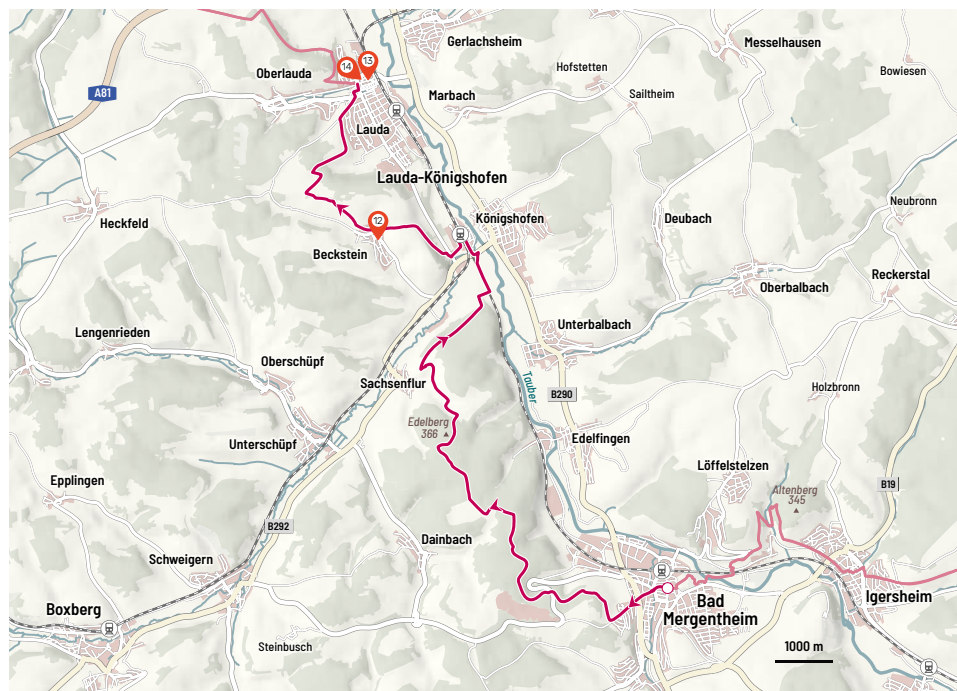 Gerlachsheim
Messelhausen
14
13
Oberlauda
Hofstetten
Bowiesen
A81
Marbach
Sailtheim
Lauda
Lauda-Königshofen
Neubronn
12
Königshofen
Deubach
Heckfeld
Beckstein
Reckerstal
Oberbalbach
Lengenrieden
Unterbalbach
Oberschüpf
Sachsenflur
Tauber
B290
Holzbronn
Edelberg
366
Edelfingen
Unterschüpf
Löffelstelzen
Epplingen
Altenberg
345
B19
B292
Dainbach
Schweigern
Boxberg
Bad
Mergentheim
Igersheim
Steinbusch
1000 m